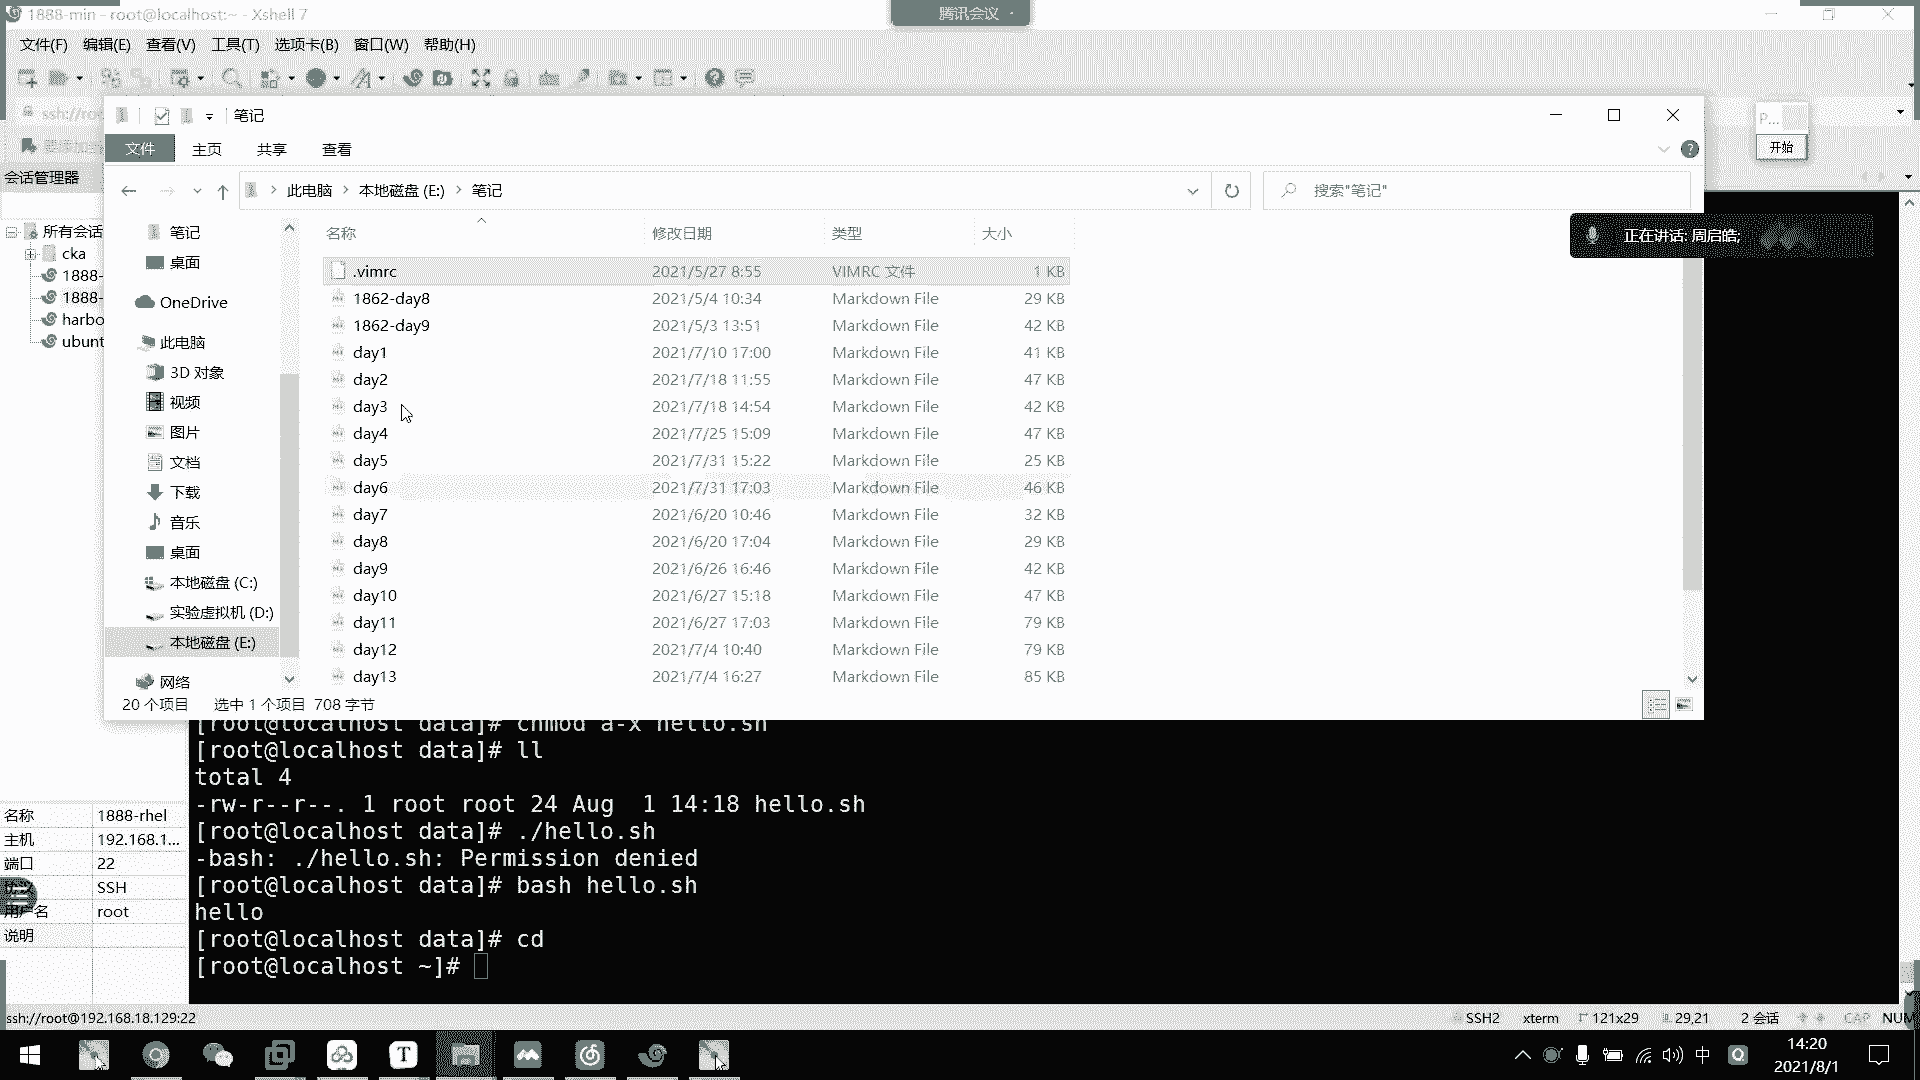 1888-min - root@localhost:~ - Xshell 7
腾讯会议
文件(F) 编辑(E) 查看(V) 工具(T) 选项卡(B) 窗口(W) 帮助(H)
ssh://roo
笔记
P...
开始
文件 主页 共享 查看
会话管理器
此电脑 本地磁盘 (E:) 笔记
搜索"笔记"
正在讲话: 周启皓;
所有会话
cka
1888-
1888-
harbo
ubunt
笔记
桌面
OneDrive
此电脑
3D 对象
视频
图片
文档
下载
音乐
桌面
本地磁盘 (C:)
实验虚拟机 (D:)
本地磁盘 (E:)
网络
名称 修改日期 类型 大小
.vimrc 2021/5/27 8:55 VIMRC 文件 1 KB
1862-day8 2021/5/4 10:34 Markdown File 29 KB
1862-day9 2021/5/3 13:51 Markdown File 42 KB
day1 2021/7/10 17:00 Markdown File 41 KB
day2 2021/7/18 11:55 Markdown File 47 KB
day3 2021/7/18 14:54 Markdown File 42 KB
day4 2021/7/25 15:09 Markdown File 47 KB
day5 2021/7/31 15:22 Markdown File 25 KB
day6 2021/7/31 17:03 Markdown File 46 KB
day7 2021/6/20 10:46 Markdown File 32 KB
day8 2021/6/20 17:04 Markdown File 29 KB
day9 2021/6/26 16:46 Markdown File 42 KB
day10 2021/6/27 15:18 Markdown File 47 KB
day11 2021/6/27 17:03 Markdown File 79 KB
day12 2021/7/4 10:40 Markdown File 79 KB
day13 2021/7/4 16:27 Markdown File 85 KB
20 个项目 选中 1 个项目 708 字节
[root@localhost data]# chmod a-x hello.sh
[root@localhost data]# ll
total 4
-rw-r--r--. 1 root root 24 Aug  1 14:18 hello.sh
[root@localhost data]# ./hello.sh
-bash: ./hello.sh: Permission denied
[root@localhost data]# bash hello.sh
hello
[root@localhost data]# cd
[root@localhost ~]#
名称 1888-rhel
主机 192.168.1...
端口 22
SSH
用户名 root
说明
ssh://root@192.168.18.129:22
SSH2 xterm 121x29 29,21 2 会话 CAP NUM
中
14:20
2021/8/1